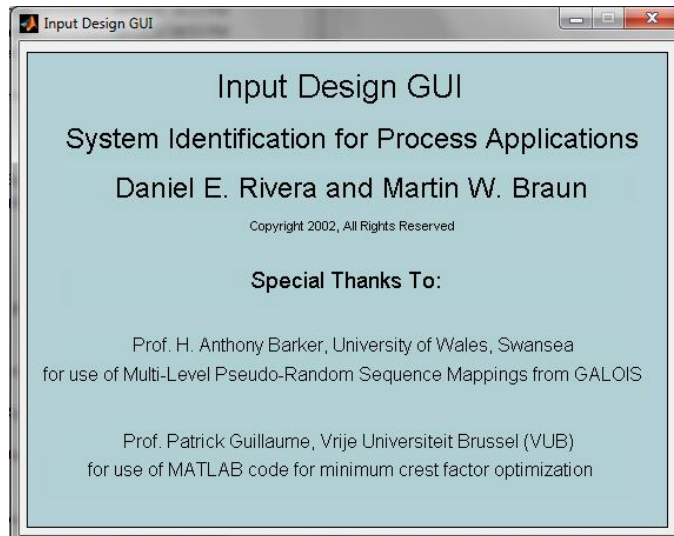 Input Design GUI
Input Design GUI
System Identification for Process Applications
Daniel E. Rivera and Martin W. Braun
Copyright 2002, All Rights Reserved
Special Thanks To:
Prof. H. Anthony Barker, University of Wales, Swansea
for use of Multi-Level Pseudo-Random Sequence Mappings from GALOIS
Prof. Patrick Guillaume, Vrije Universiteit Brussel (VUB)
for use of MATLAB code for minimum crest factor optimization